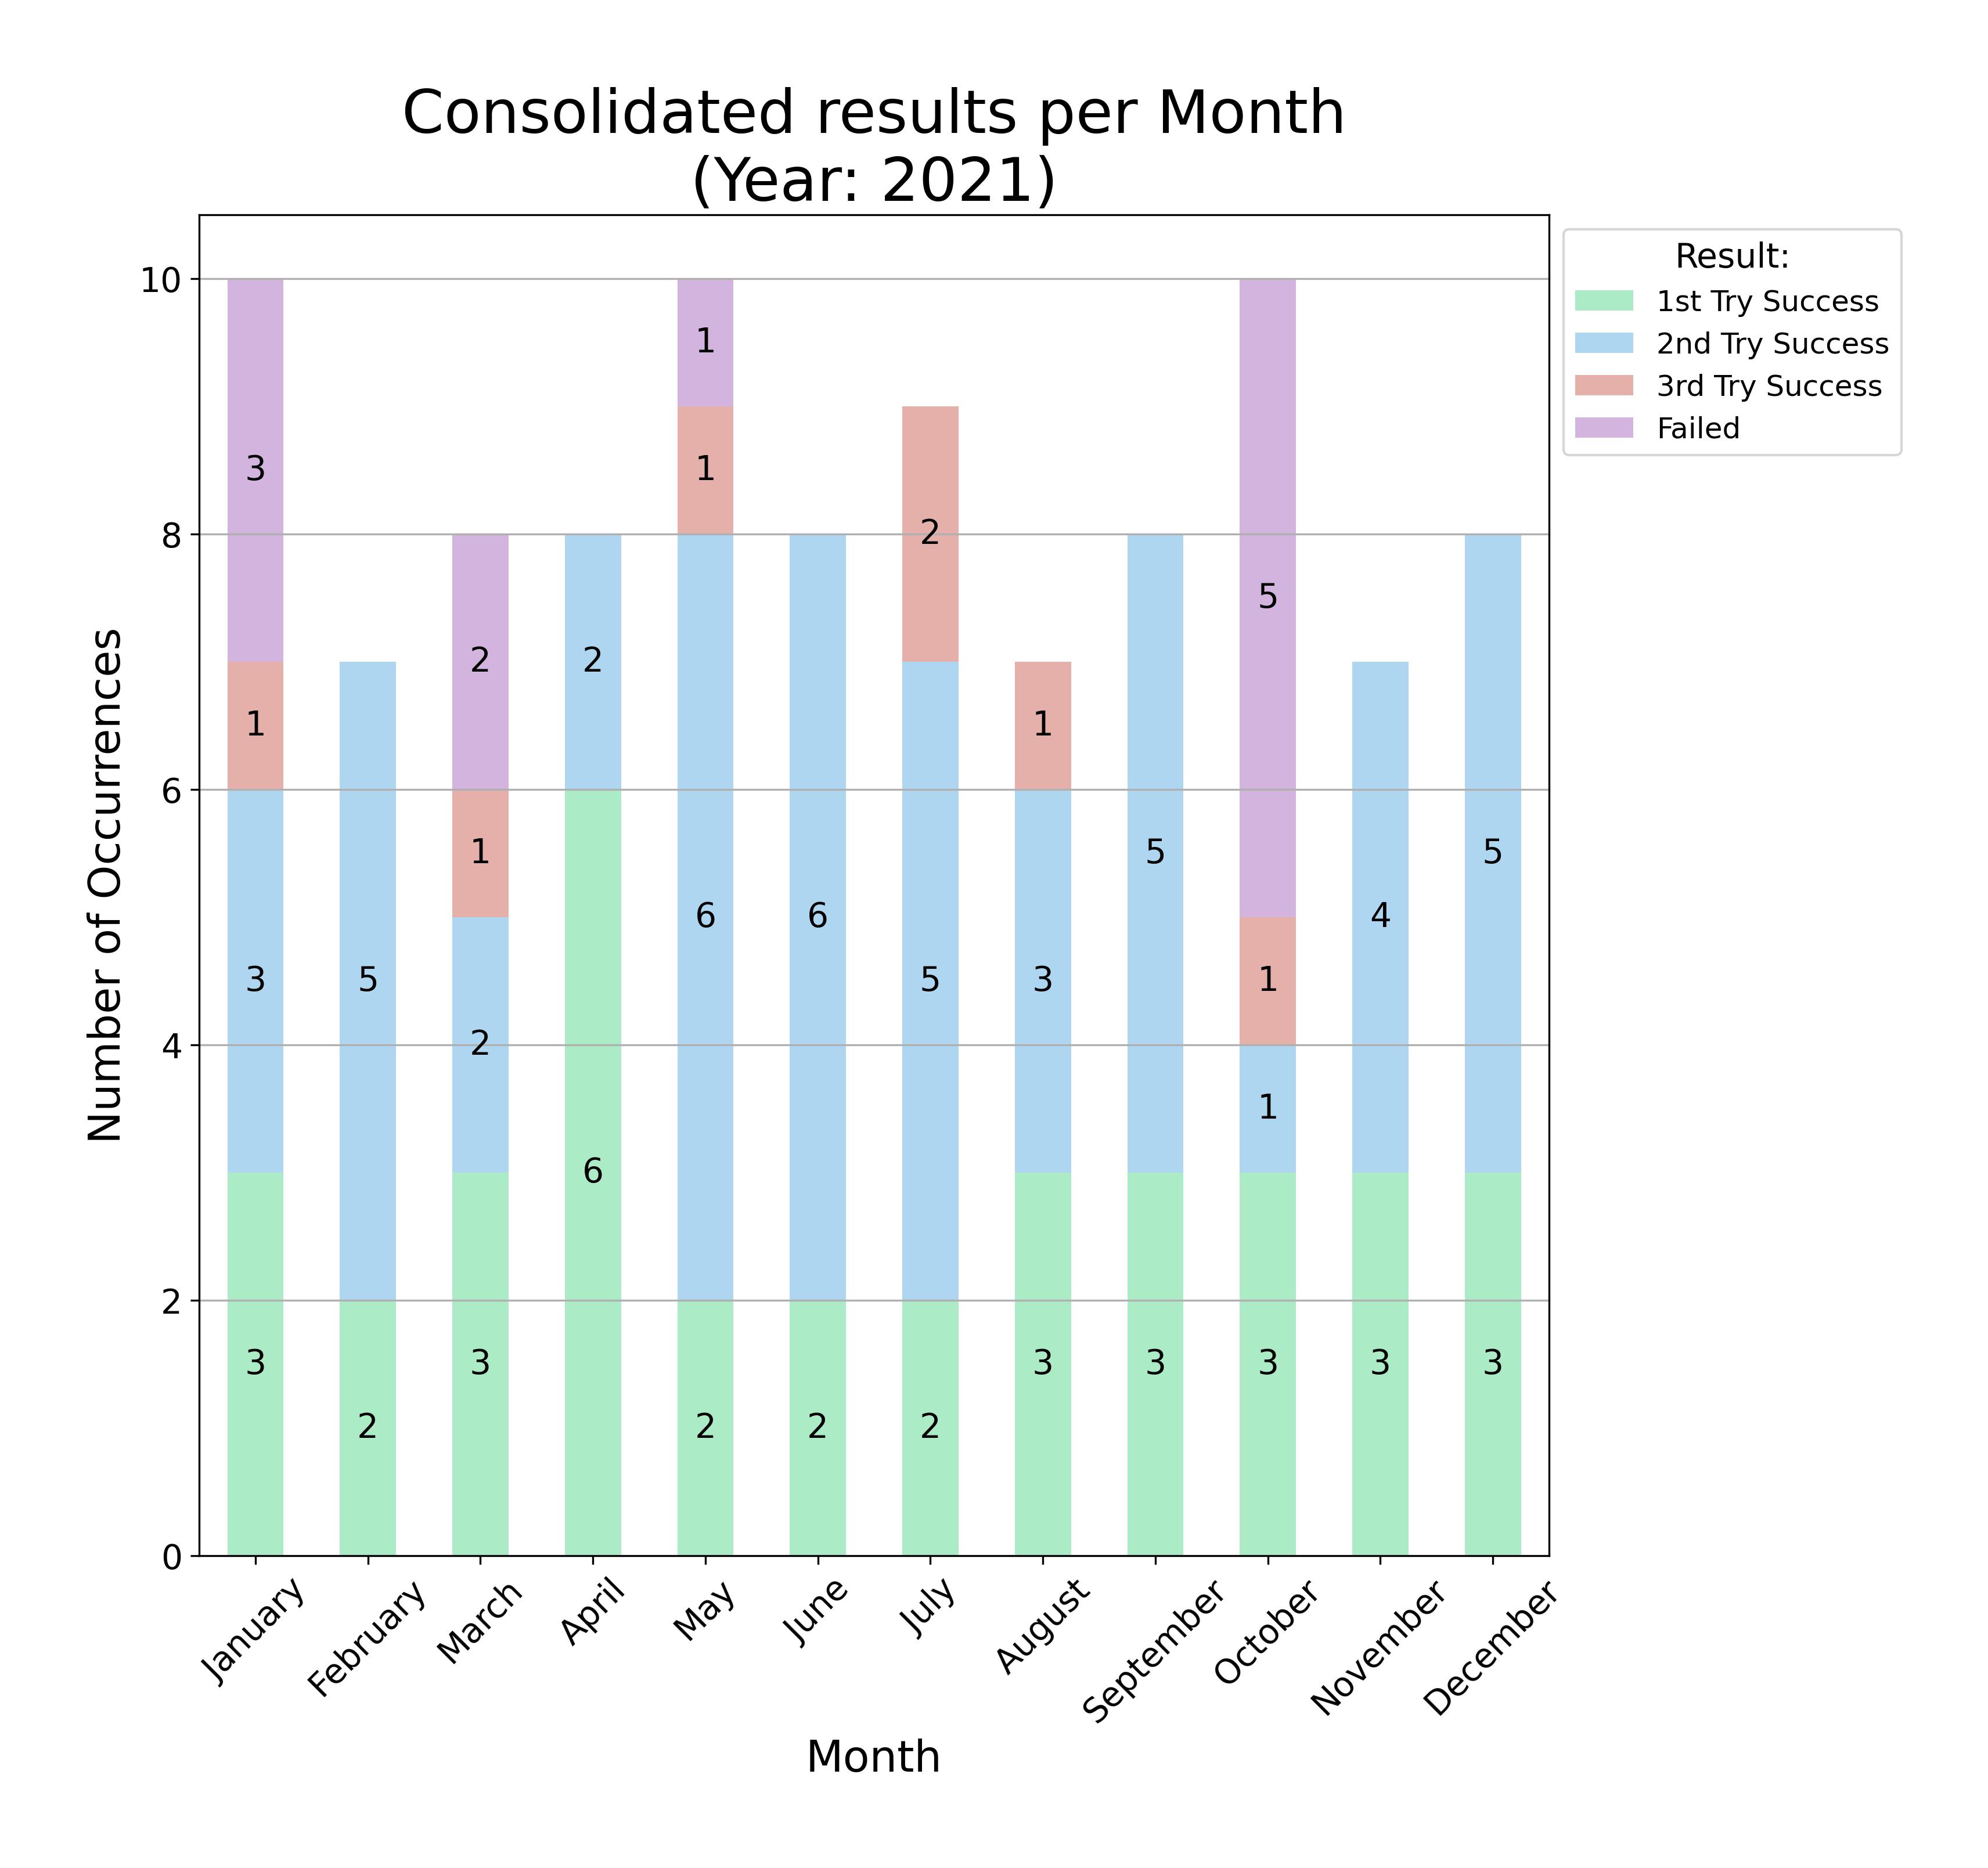 Consolidated results per Month
(Year: 2021)
Result:
1st Try Success
2nd Try Success
3rd Try Success
Failed
Number of Occurrences
10
8
6
4
2
0
3
1
3
3
5
2
2
1
2
3
2
6
1
1
6
2
6
2
2
5
2
1
3
3
5
3
5
1
1
3
4
3
5
3
January
February
March
April
May
June
July
August
September
October
November
December
Month